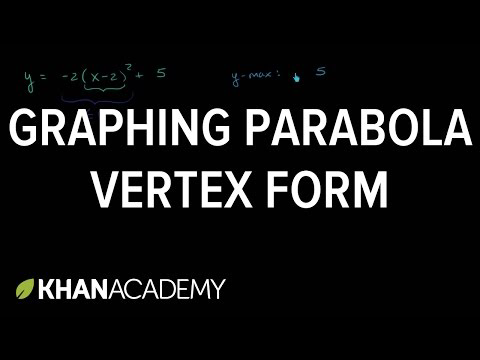 y = -2(x-2)² + 5
y-max: 5
GRAPHING PARABOLA
VERTEX FORM
KHANACADEMY